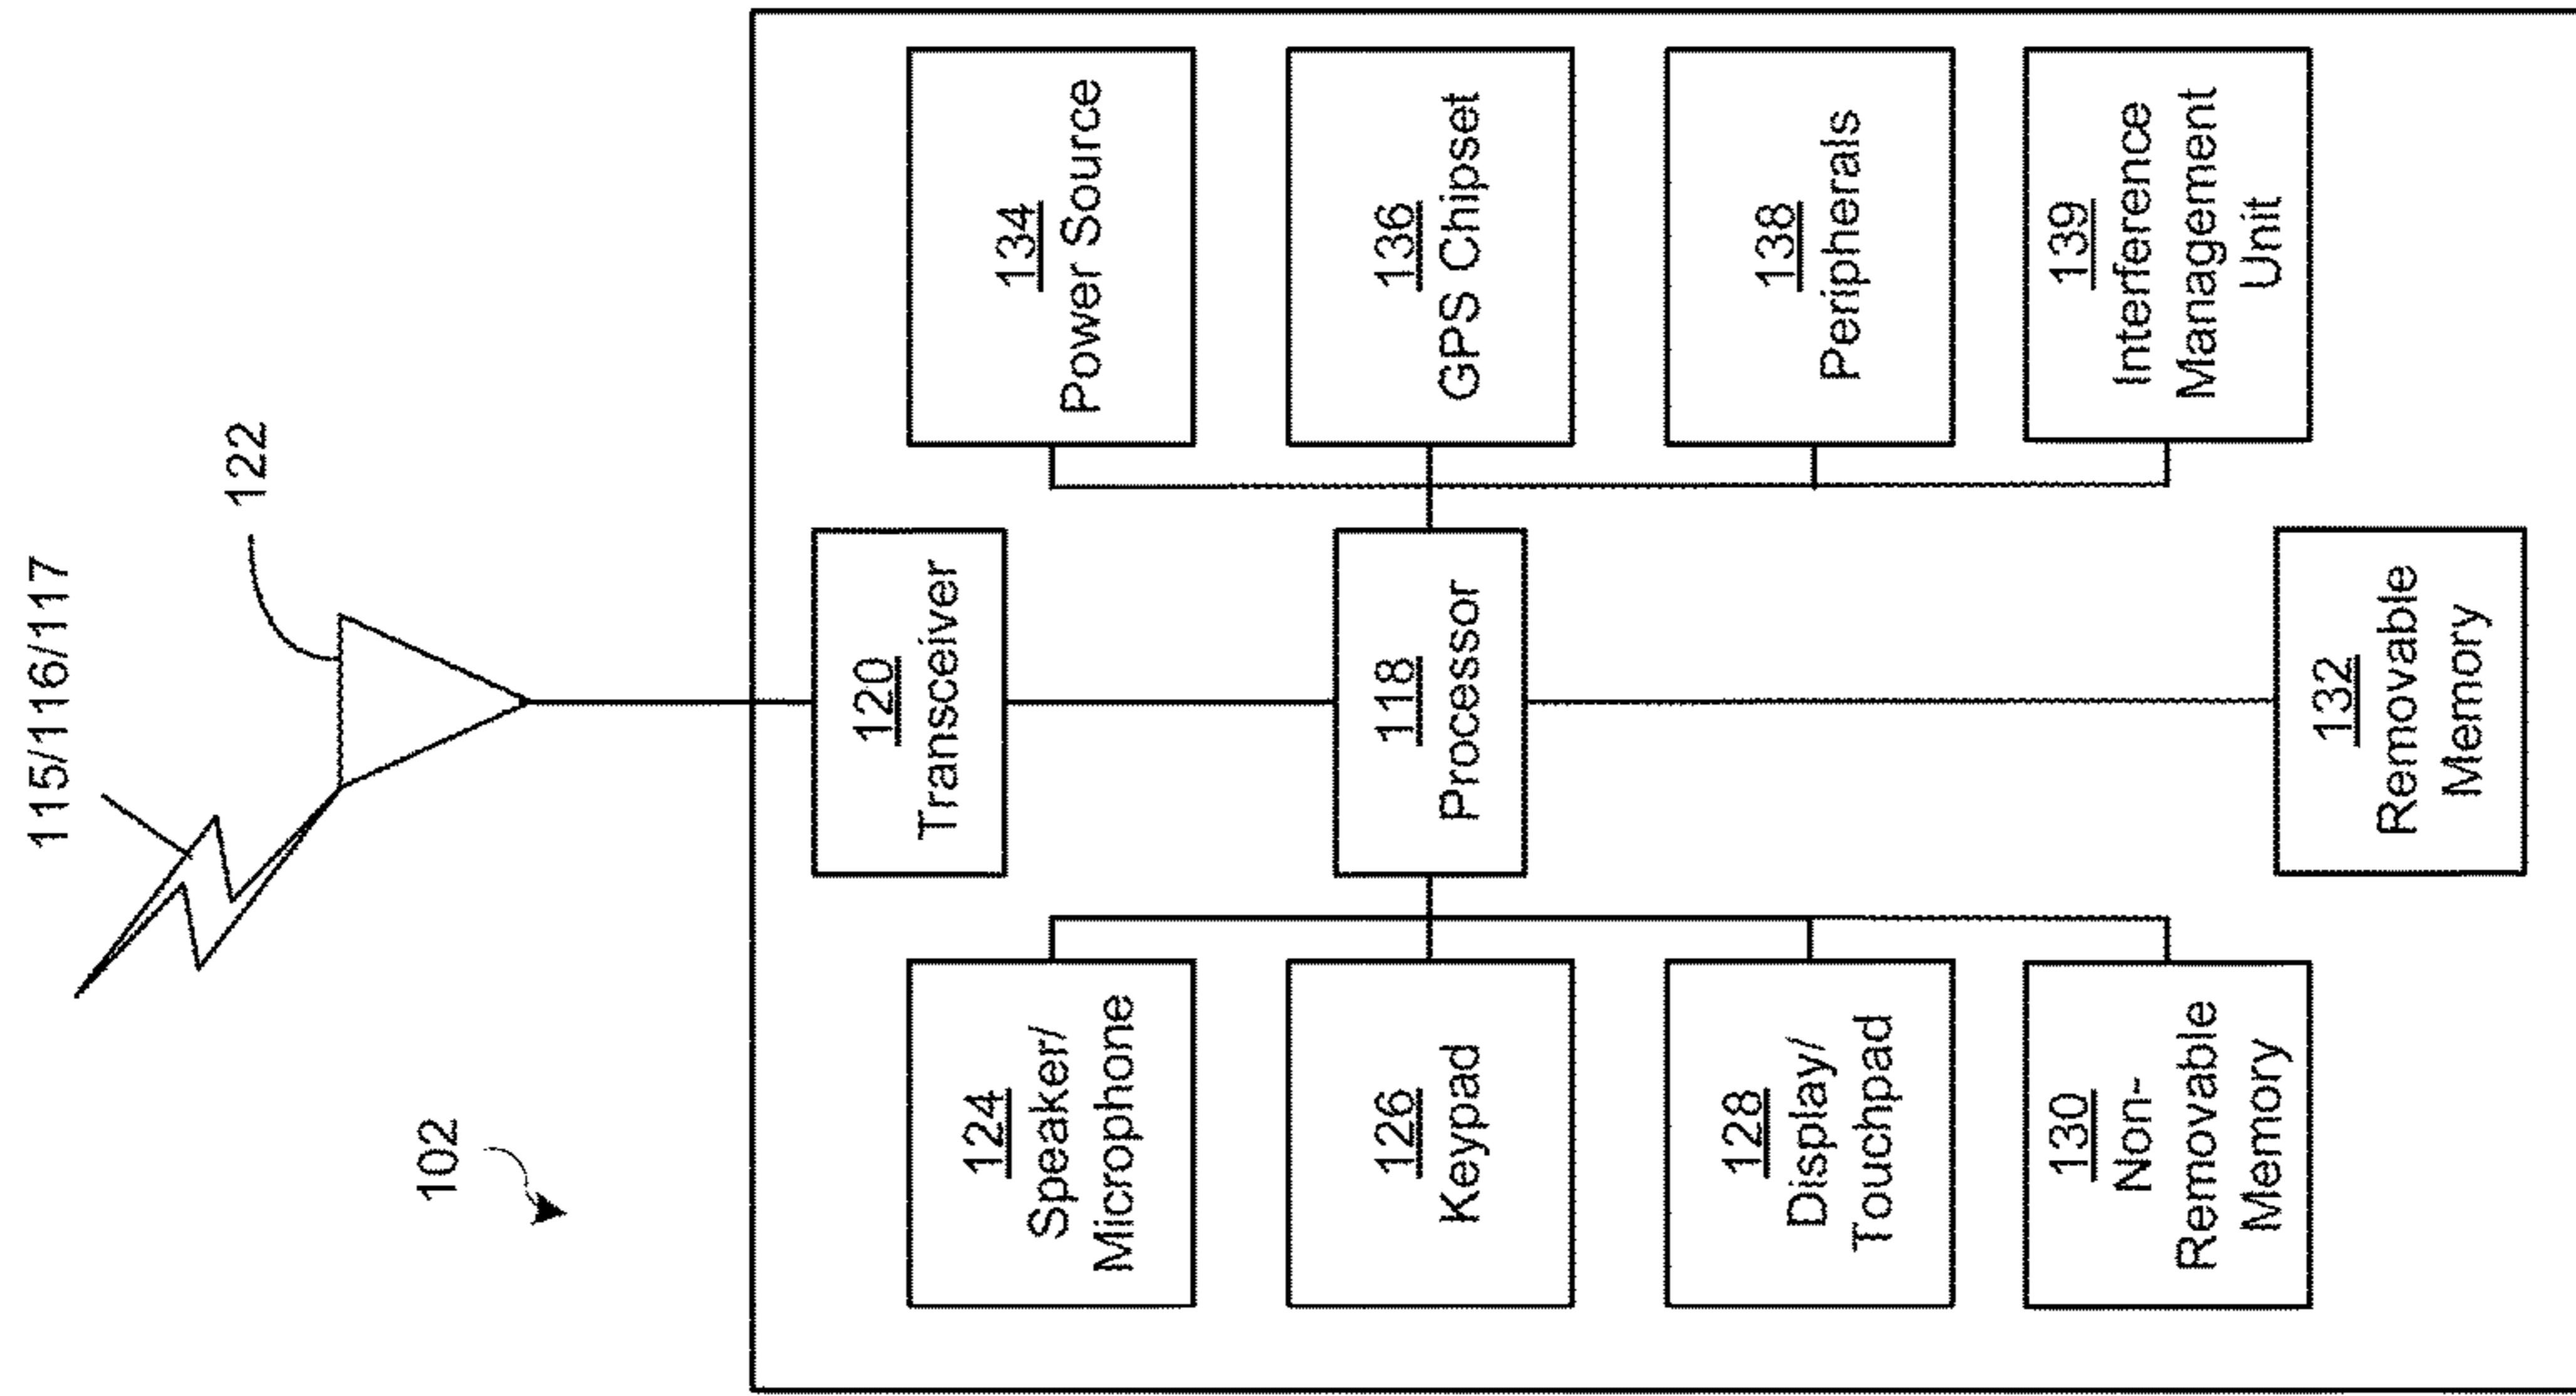 115/116/117
122
102
120
Transceiver
124
Speaker/
Microphone
134
Power Source
126
Keypad
118
Processor
136
GPS Chipset
128
Display/
Touchpad
138
Peripherals
130
Non-
Removable
Memory
139
Interference
Management
Unit
132
Removable
Memory